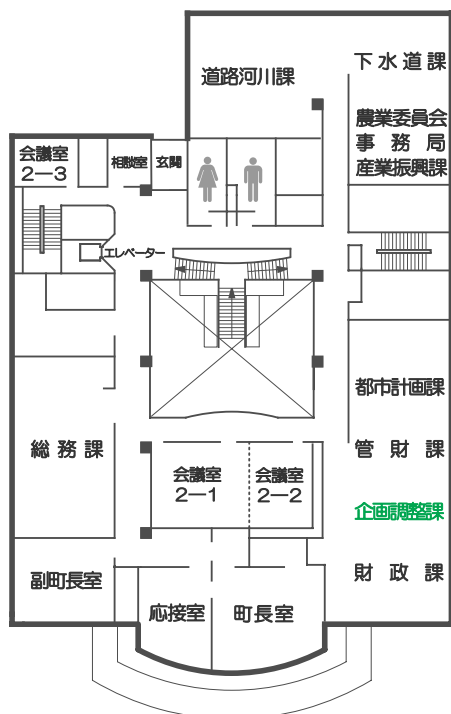 道路河川課
下水道課
農業委員会
事務局
産業振興課
会議室
2－3
相談室
玄関
エレベーター
都市計画課
総務課
管財課
会議室
2－1
会議室
2－2
企画調整課
副町長室
応接室
町長室
財政課